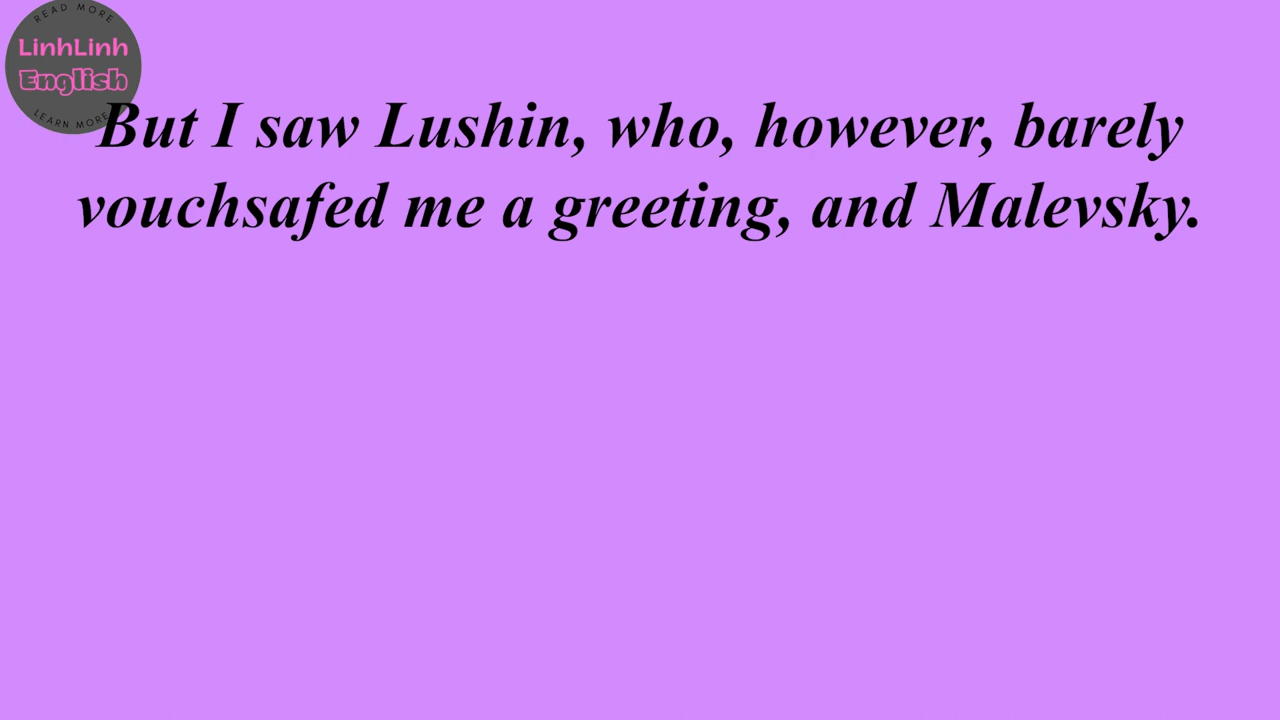 READ MORE
LinhLinh
English
LEARN MORE
But I saw Lushin, who, however, barely
vouchsafed me a greeting, and Malevsky.